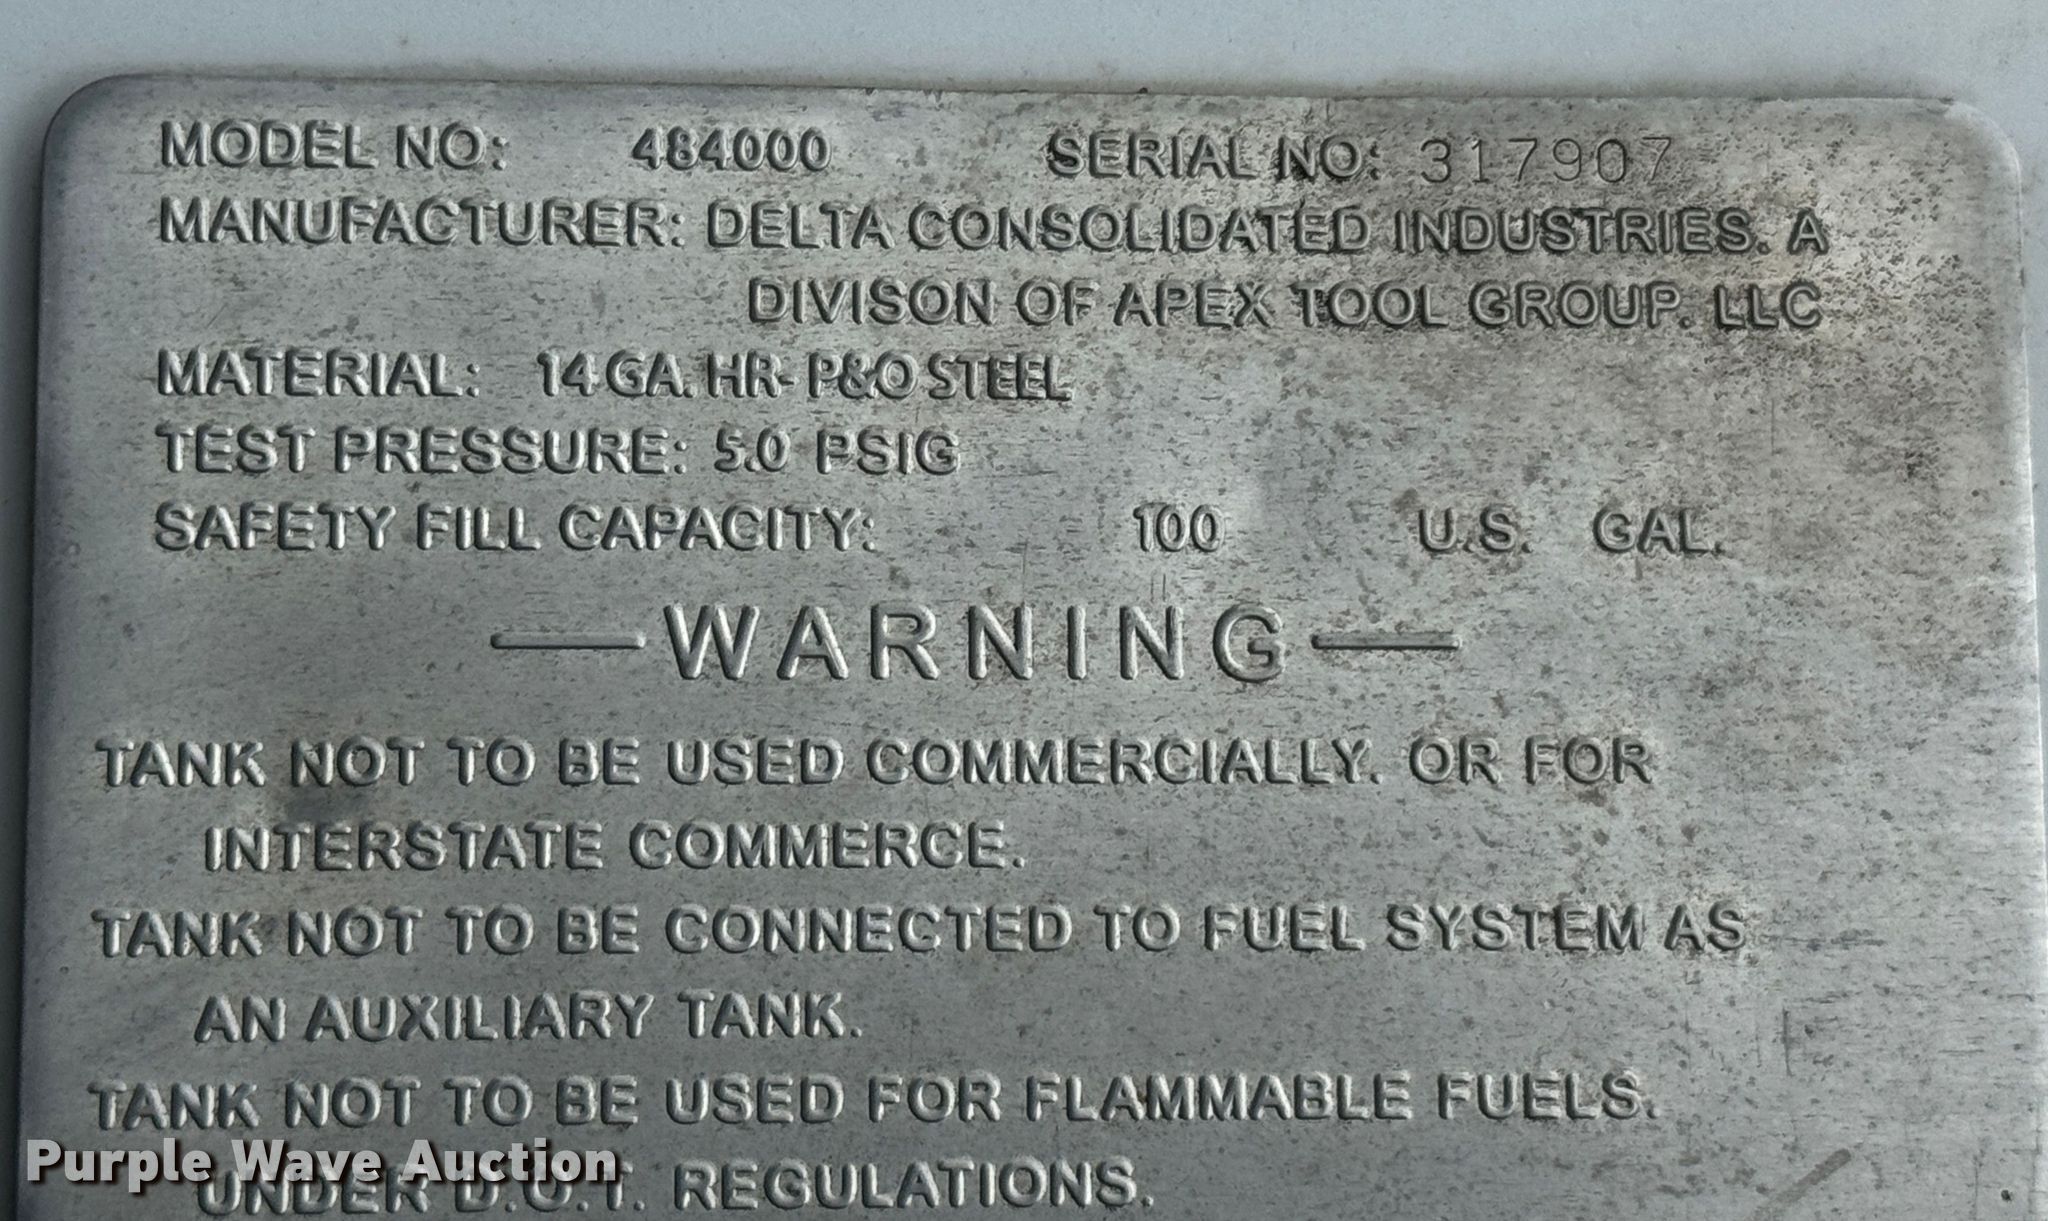 MODEL NO: 484000 SERIAL NO: 317907
MANUFACTURER: DELTA CONSOLIDATED INDUSTRIES. A
DIVISON OF APEX TOOL GROUP. LLC
MATERIAL: 14 GA. HR- P&O STEEL
TEST PRESSURE: 5.0 PSIG
SAFETY FILL CAPACITY: 100 U.S. GAL.
—WARNING—
TANK NOT TO BE USED COMMERCIALLY. OR FOR
INTERSTATE COMMERCE.
TANK NOT TO BE CONNECTED TO FUEL SYSTEM AS
AN AUXILIARY TANK.
TANK NOT TO BE USED FOR FLAMMABLE FUELS.
UNDER D.O.T. REGULATIONS.
Purple Wave Auction